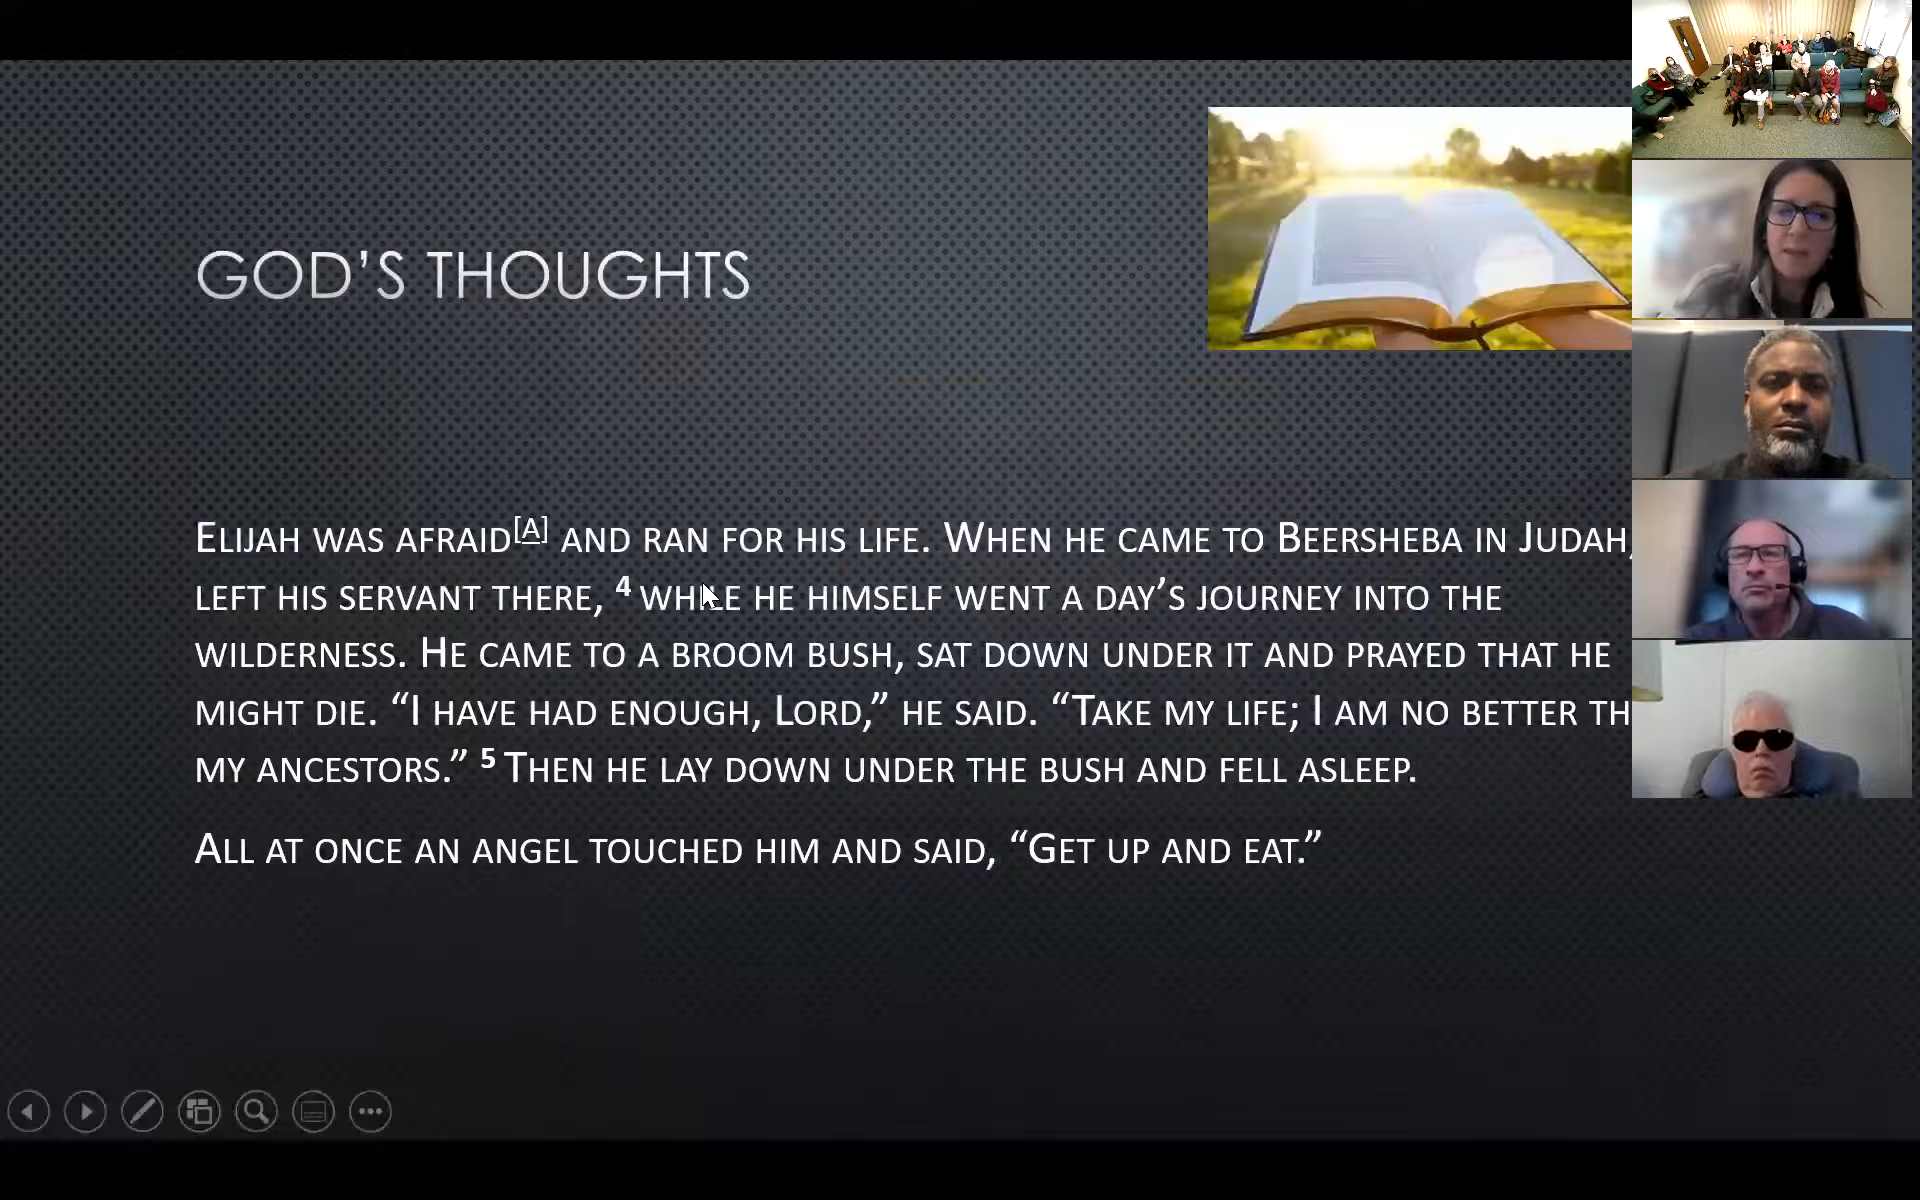 GOD’S THOUGHTS
ELIJAH WAS AFRAID[A] AND RAN FOR HIS LIFE. WHEN HE CAME TO BEERSHEBA IN JUDAH,
LEFT HIS SERVANT THERE, 4 WHILE HE HIMSELF WENT A DAY’S JOURNEY INTO THE
WILDERNESS. HE CAME TO A BROOM BUSH, SAT DOWN UNDER IT AND PRAYED THAT HE
MIGHT DIE. “I HAVE HAD ENOUGH, LORD,” HE SAID. “TAKE MY LIFE; I AM NO BETTER TH
MY ANCESTORS.” 5 THEN HE LAY DOWN UNDER THE BUSH AND FELL ASLEEP.
ALL AT ONCE AN ANGEL TOUCHED HIM AND SAID, “GET UP AND EAT.”